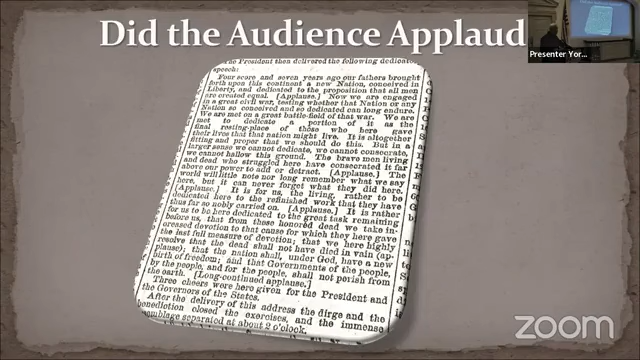 Did the Audience Applaud
Presenter Yor...
The President then delivered the following dedicato
speech:
Four score and seven years ago our fathers brought
forth upon this continent a new Nation, conceived in
Liberty, and dedicated to the proposition that all men
are created equal. [Applause.] Now we are engaged
in a great civil war, testing whether that Nation or any
Nation so conceived and so dedicated can long endure.
We are met on a great battle-field of that war. We are
met to dedicate a portion of it as the
final resting-place of those who here gave
their lives that that nation might live. It is altogether
fitting and proper that we should do this. But in a
larger sense we cannot dedicate, we cannot consecrate,
we cannot hallow this ground. The brave men living
and dead who struggled here have consecrated it far
above our power to add or detract. [Applause.] The
world will little note nor long remember what we say
here, but it can never forget what they did here.
[Applause.] It is for us, the living, rather to be
dedicated here to the refinished work that they have
thus far so nobly carried on. [Applause.] It is rather
for us to be here dedicated to the great task remaining
before us, that from these honored dead we take in-
creased devotion to that cause for which they here gave
the last full measure of devotion; that we here highly
resolve that the dead shall not have died in vain (ap-
plause); that the nation shall, under God, have a new
birth of freedom; and that Governments of the people,
by the people, and for the people, shall not perish from
the earth. [Long-continued applause.]
Three cheers were here given for the President and
the Governors of the States.
After the delivery of this address the dirge and the
benediction closed the exercises, and the immense
assemblage separated at about 2 o'clock.
zoom